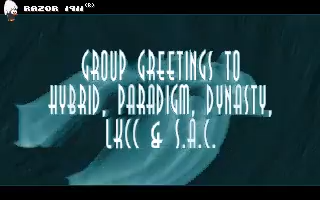 RAZOR 1911 (R)
GROUP GREETINGS TO
HYBRID, PARADIGM, DYNASTY,
LKCC & S.A.C.